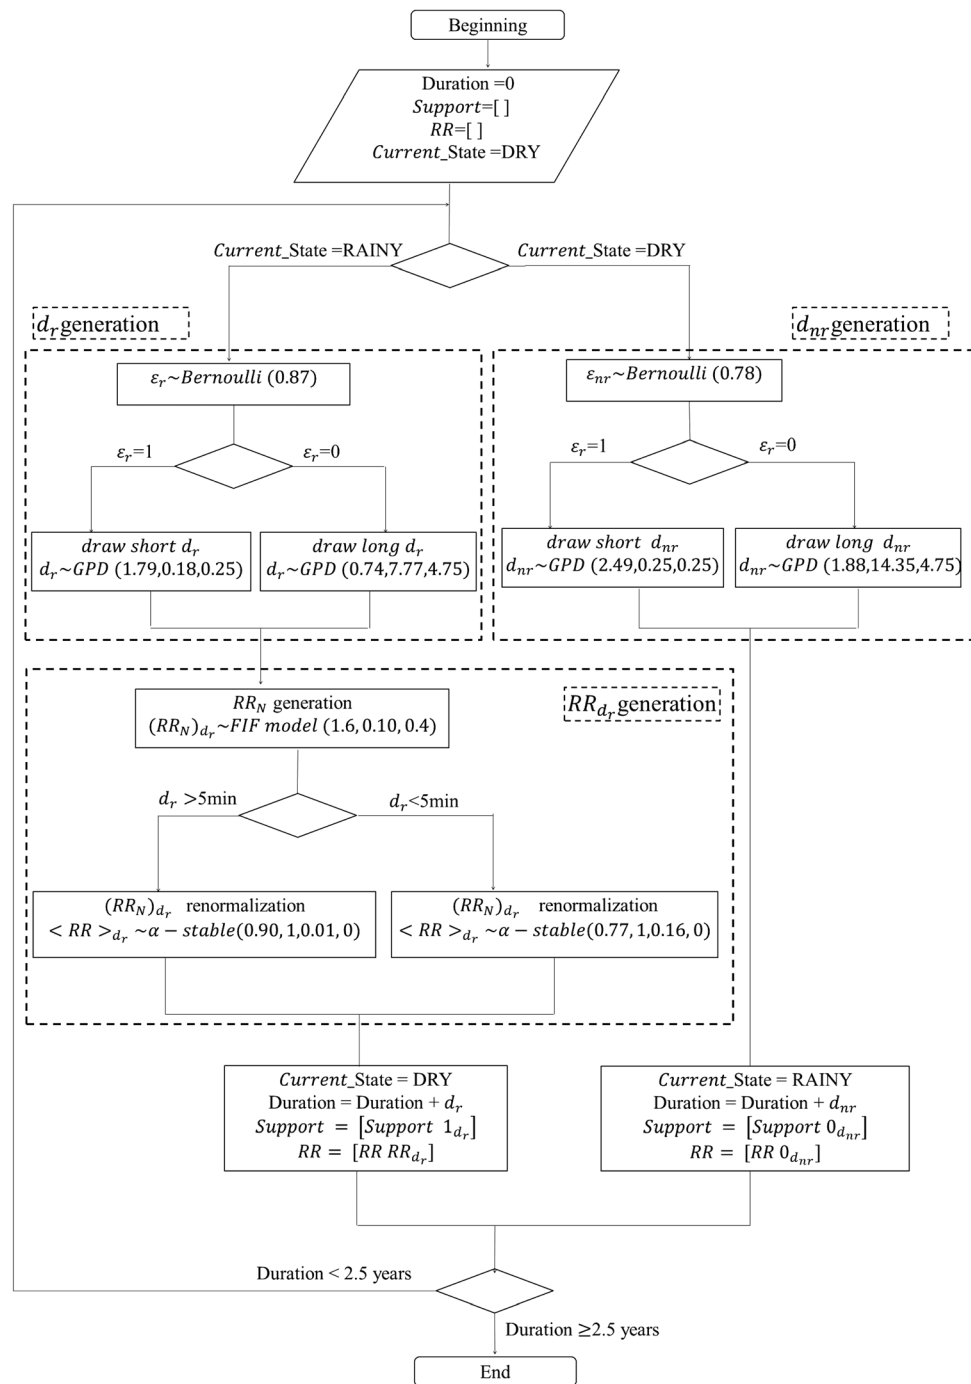 Beginning
Duration =0
Support=[ ]
RR=[ ]
Current_State =DRY
Current_State =RAINY
Current_State =DRY
d_r generation
d_nr generation
ε_r~Bernoulli (0.87)
ε_nr~Bernoulli (0.78)
ε_r=1
ε_r=0
ε_r=1
ε_r=0
draw short d_r
d_r~GPD (1.79,0.18,0.25)
draw long d_r
d_r~GPD (0.74,7.77,4.75)
draw short d_nr
d_nr~GPD (2.49,0.25,0.25)
draw long d_nr
d_nr~GPD (1.88,14.35,4.75)
RR_N generation
(RR_N)_d_r~FIF model (1.6, 0.10, 0.4)
RR_d_r generation
d_r >5min
d_r<5min
(RR_N)_d_r renormalization
< RR >_d_r ~α − stable(0.90, 1,0.01, 0)
(RR_N)_d_r renormalization
< RR >_d_r ~α − stable(0.77, 1,0.16, 0)
Current_State = DRY
Duration = Duration + d_r
Support = [Support 1_d_r]
RR = [RR RR_d_r]
Current_State = RAINY
Duration = Duration + d_nr
Support = [Support 0_d_nr]
RR = [RR 0_d_nr]
Duration < 2.5 years
Duration ≥2.5 years
End